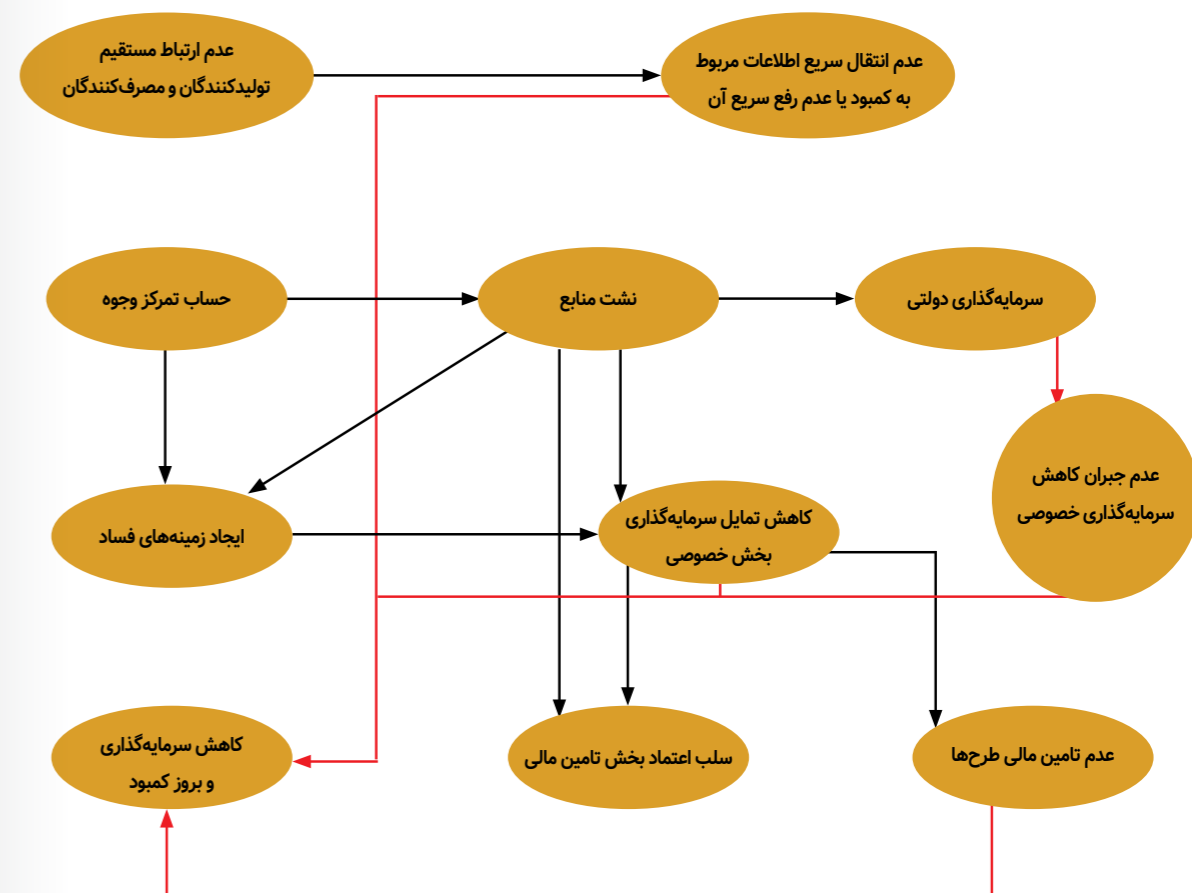 عدم ارتباط مستقیم
تولیدکنندگان و مصرف‌کنندگان
عدم انتقال سریع اطلاعات مربوط
به کمبود یا عدم رفع سریع آن
حساب تمرکز وجوه
نشت منابع
سرمایه‌گذاری دولتی
عدم جبران کاهش
سرمایه‌گذاری خصوصی
ایجاد زمینه‌های فساد
کاهش تمایل سرمایه‌گذاری
بخش خصوصی
کاهش سرمایه‌گذاری
و بروز کمبود
سلب اعتماد بخش تامین مالی
عدم تامین مالی طرح‌ها